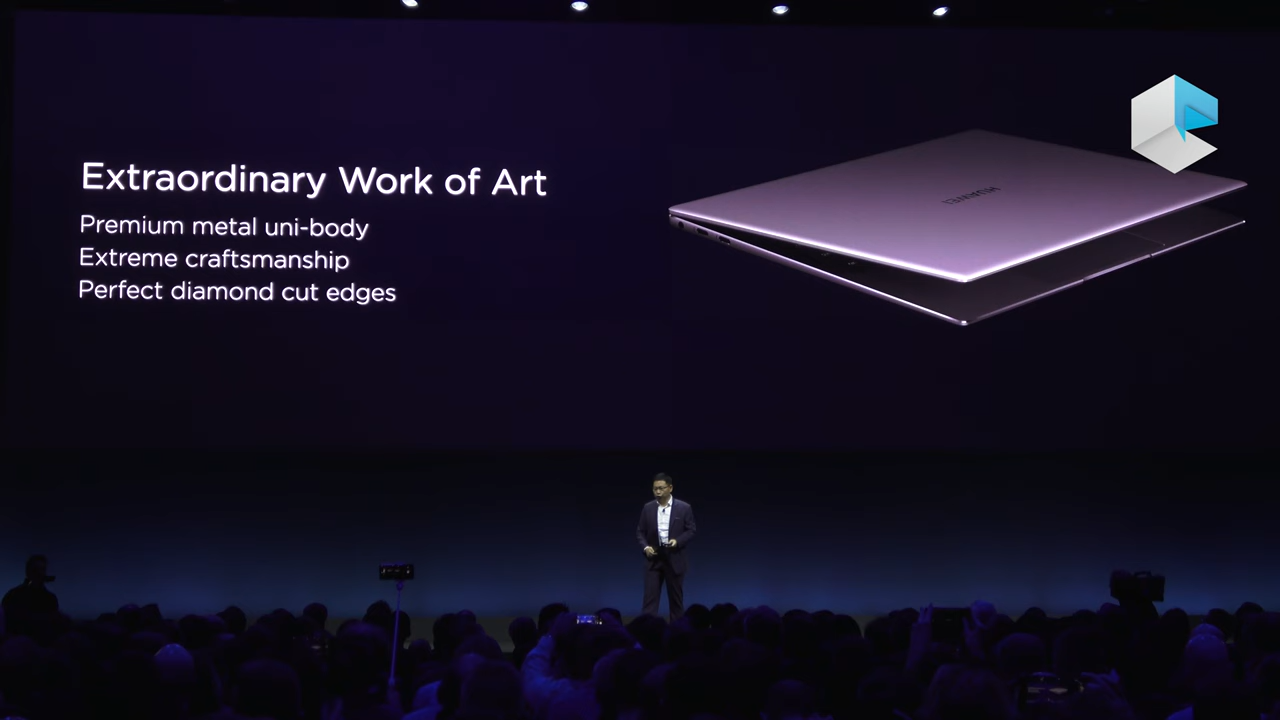 Extraordinary Work of Art
Premium metal uni-body
Extreme craftsmanship
Perfect diamond cut edges
HUAWEI